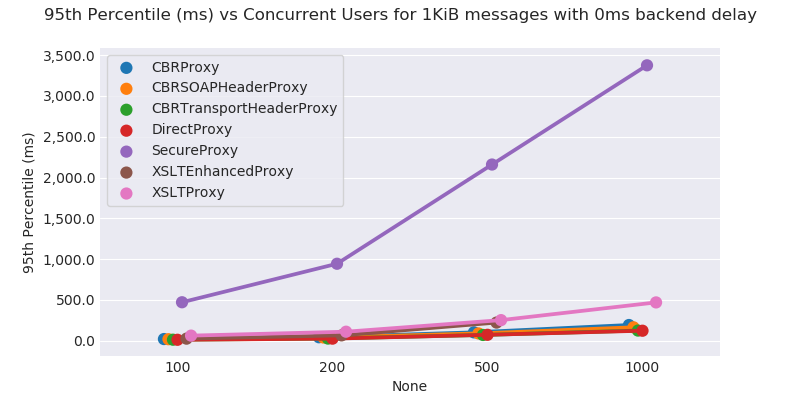 95th Percentile (ms) vs Concurrent Users for 1KiB messages with 0ms backend delay
3,500.0
3,000.0
2,500.0
2,000.0
1,500.0
1,000.0
500.0
0.0
95th Percentile (ms)
CBRProxy
CBRSOAPHeaderProxy
CBRTransportHeaderProxy
DirectProxy
SecureProxy
XSLTEnhancedProxy
XSLTProxy
100 200 500 1000
None